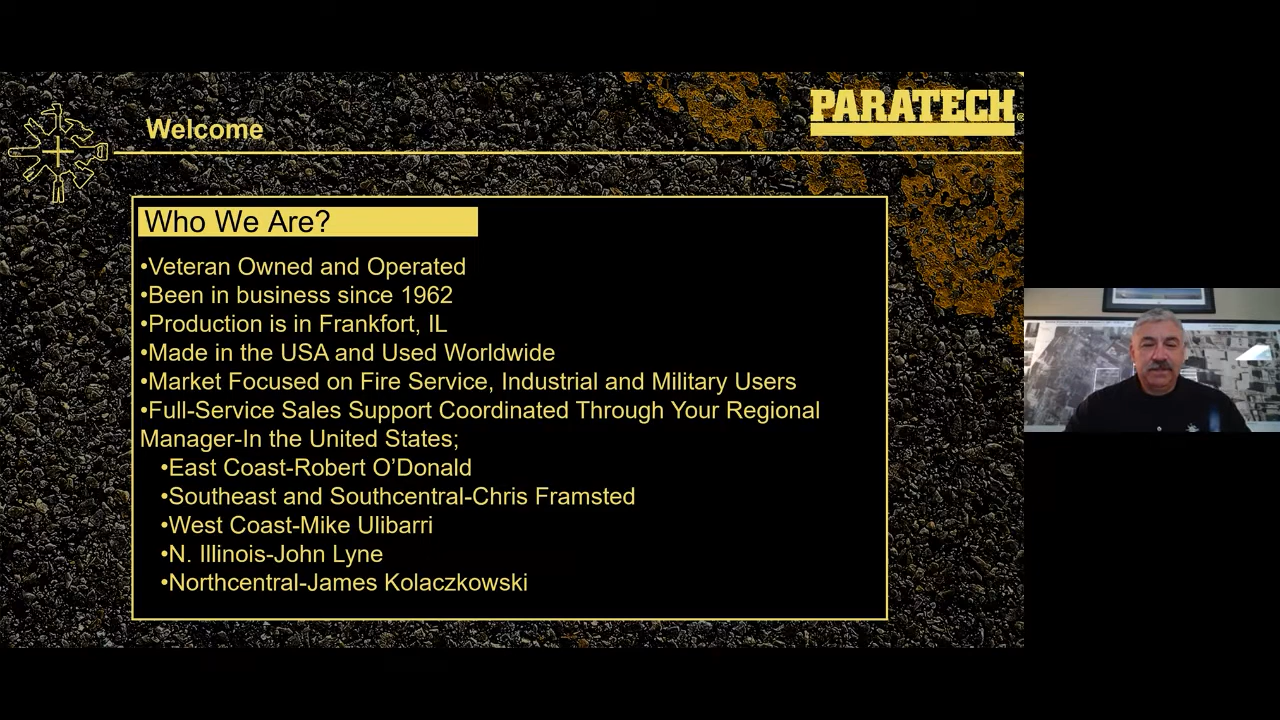 Welcome
PARATECH
Who We Are?
•Veteran Owned and Operated
•Been in business since 1962
•Production is in Frankfort, IL
•Made in the USA and Used Worldwide
•Market Focused on Fire Service, Industrial and Military Users
•Full-Service Sales Support Coordinated Through Your Regional
Manager-In the United States;
•East Coast-Robert O’Donald
•Southeast and Southcentral-Chris Framsted
•West Coast-Mike Ulibarri
•N. Illinois-John Lyne
•Northcentral-James Kolaczkowski